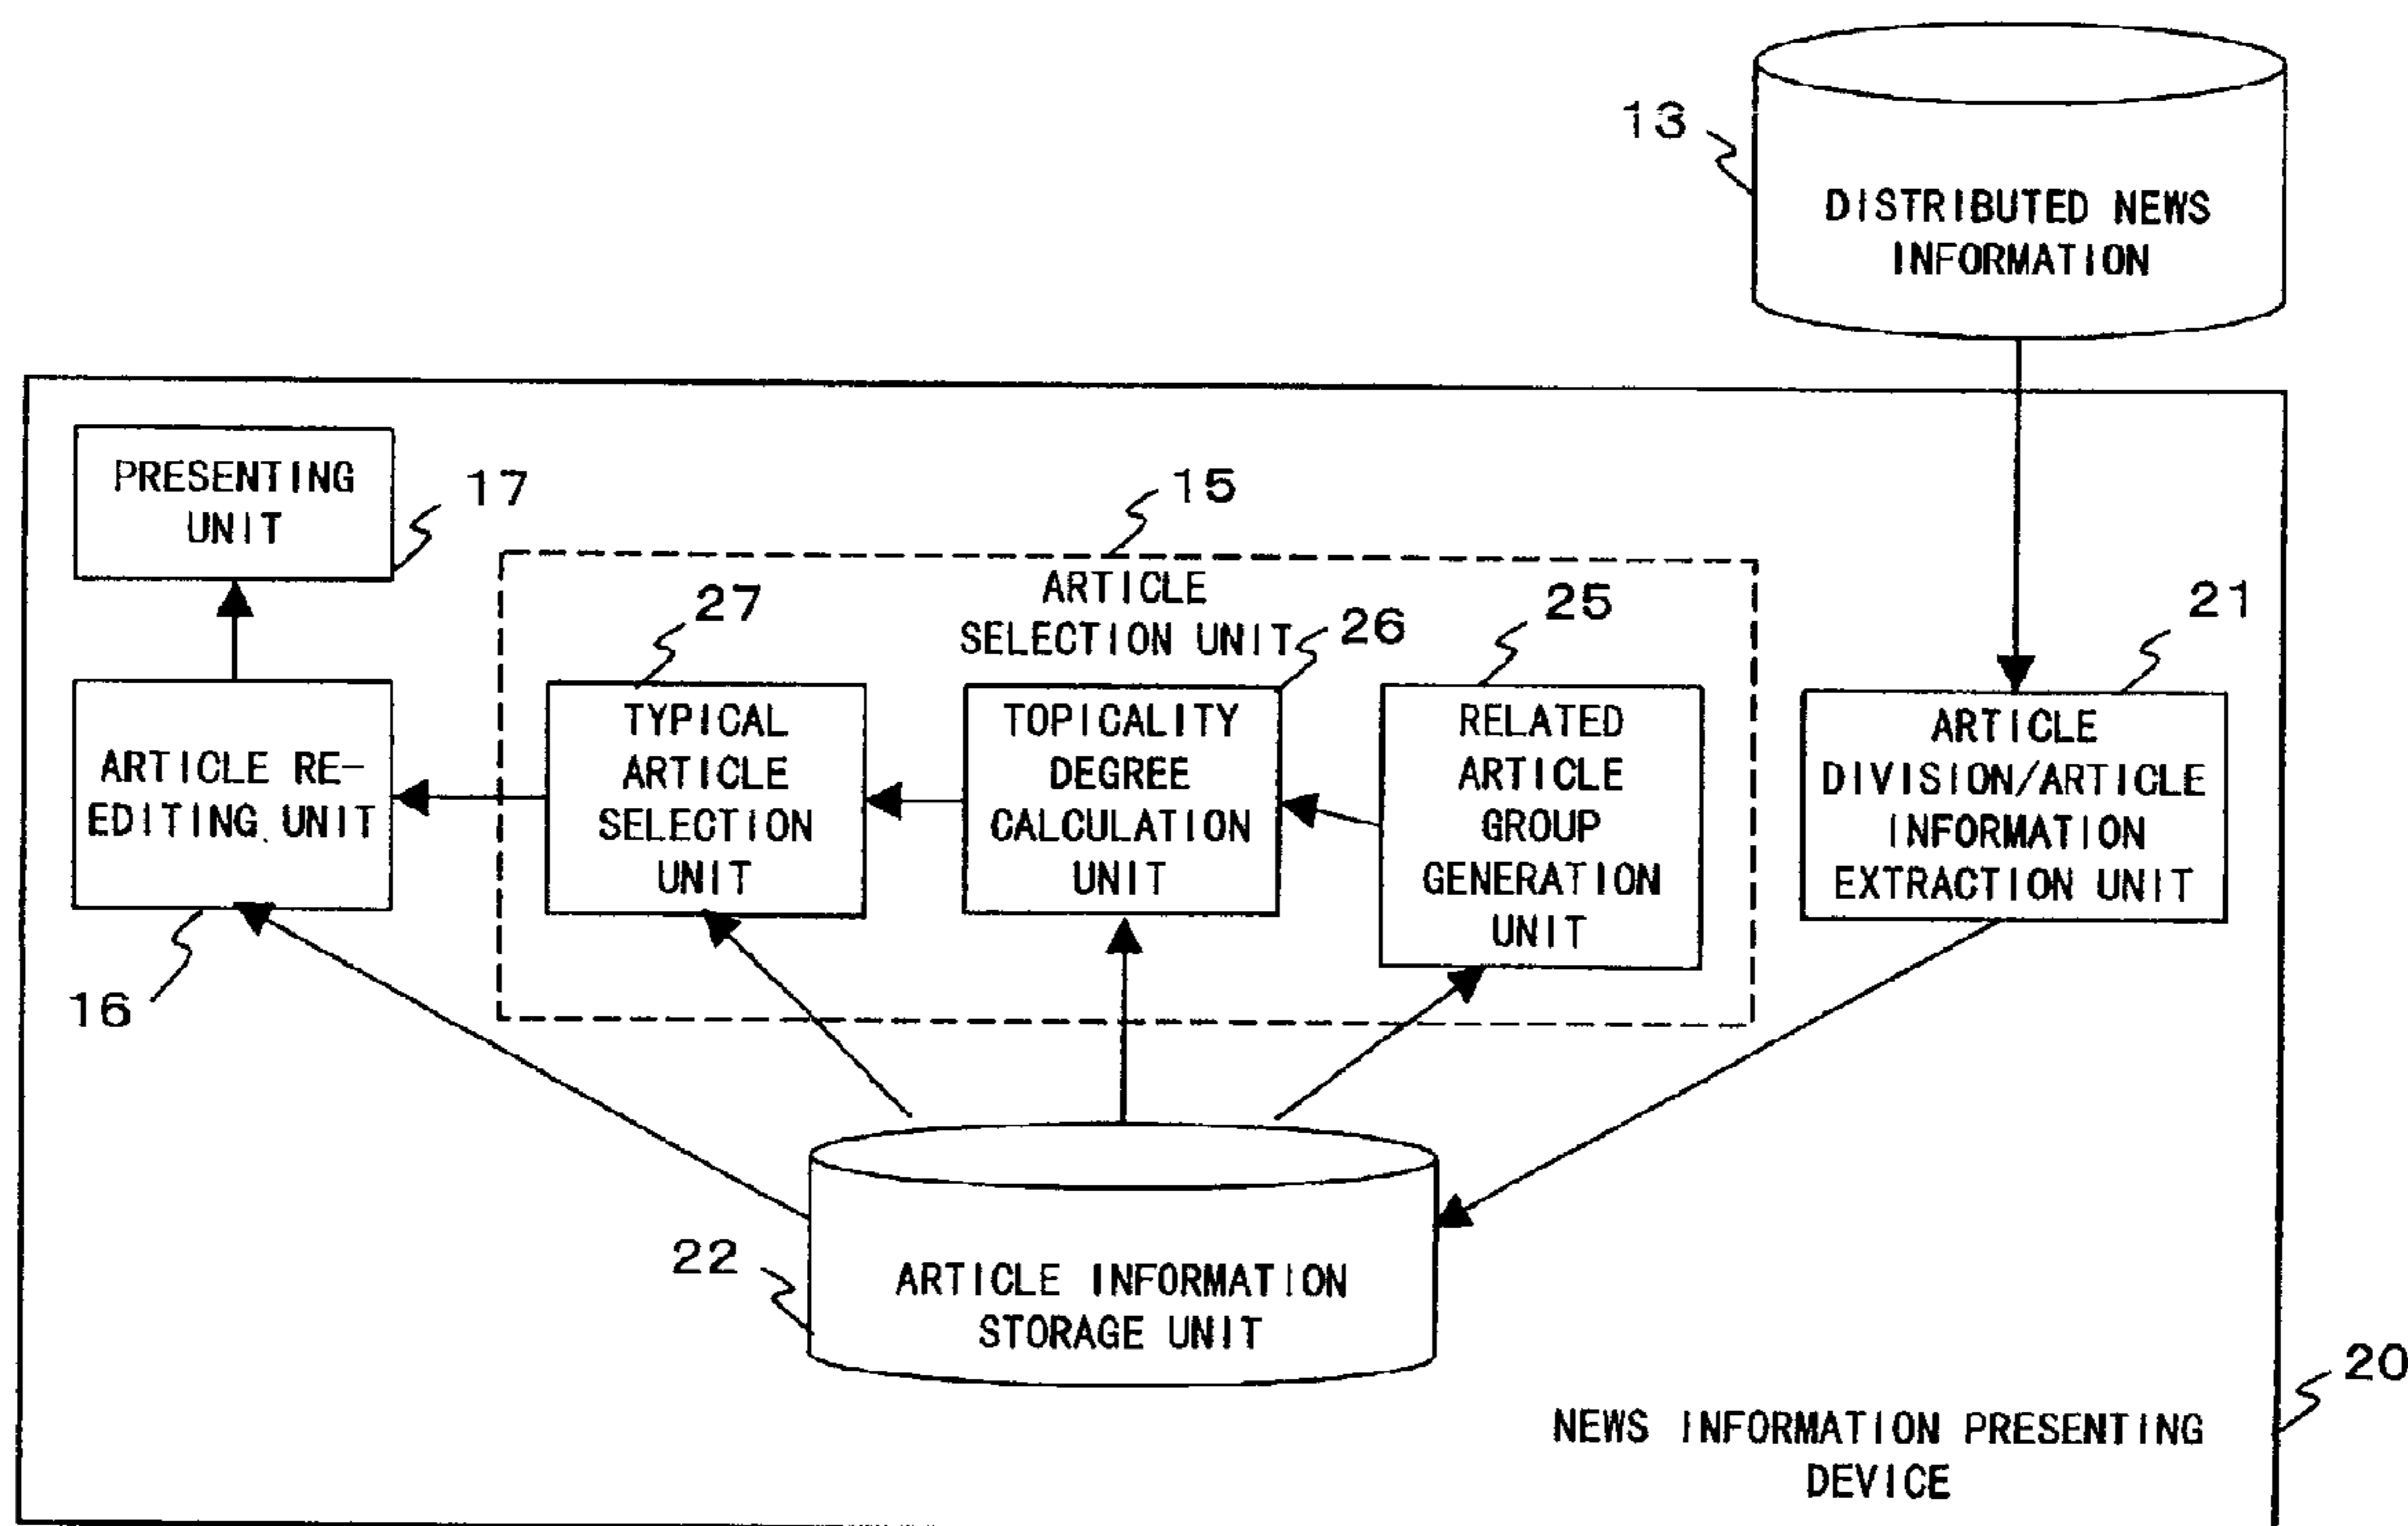 13
DISTRIBUTED NEWS
INFORMATION
PRESENTING
UNIT
17
15
ARTICLE
SELECTION UNIT
27
26
25
21
ARTICLE RE-
EDITING UNIT
16
TYPICAL
ARTICLE
SELECTION
UNIT
TOPICALITY
DEGREE
CALCULATION
UNIT
RELATED
ARTICLE
GROUP
GENERATION
UNIT
ARTICLE
DIVISION/ARTICLE
INFORMATION
EXTRACTION UNIT
22
ARTICLE INFORMATION
STORAGE UNIT
20
NEWS INFORMATION PRESENTING
DEVICE